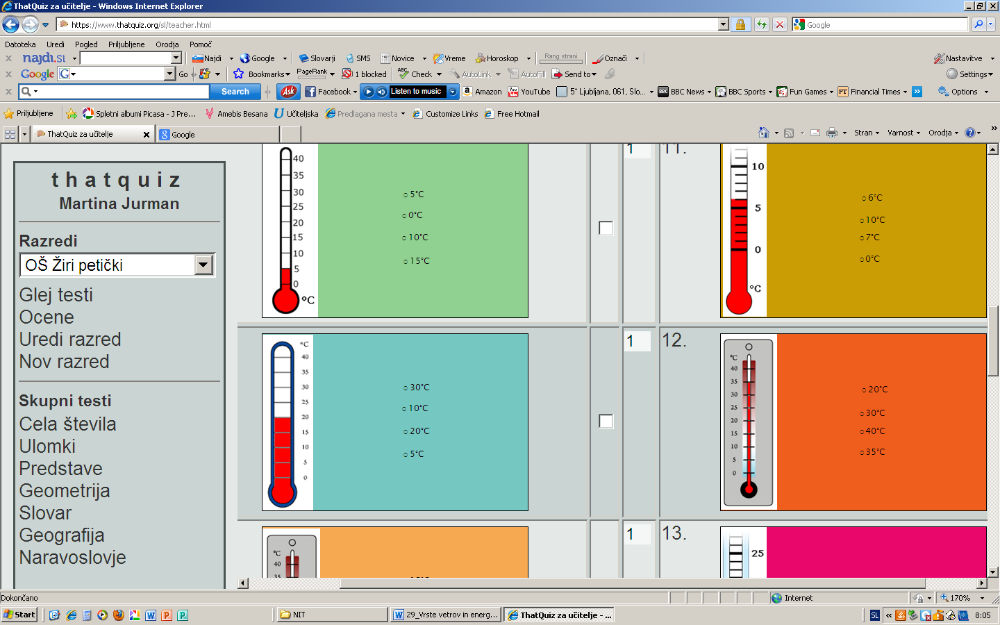 ThatQuiz za učitelje - Windows Internet Explorer
https://www.thatquiz.org/sl/teacher.html
Google
Datoteka Uredi Pogled Priljubljene Orodja Pomoč
x najdi.si Najdi Google Slovarji SMS Novice Vreme Horoskop Rang strani Označi Nastavitve
x Google G Go Bookmarks PageRank 1 blocked Check AutoLink AutoFill Send to Settings
x Search Ask Facebook Listen to music Amazon YouTube 5° Ljubljana, 061, Slo... BBC News BBC Sports Fun Games FT Financial Times Options
Priljubljene Spletni albumi Picasa - J Pre... Amebis Besana Učiteljska Predlagana mesta Customize Links Free Hotmail
ThatQuiz za učitelje Google Stran Varnost Orodja
thatquiz
Martina Jurman
Razredi
OŠ Žiri petički
Glej testi
Ocene
Uredi razred
Nov razred
Skupni testi
Cela števila
Ulomki
Predstave
Geometrija
Slovar
Geografija
Naravoslovje
40
35
30
25
20
15
10
5
0
°C
5°C
0°C
10°C
15°C
1 11.
10
5
0
°C
6°C
10°C
7°C
0°C
°C
40
35
30
25
20
15
10
5
0
30°C
10°C
20°C
5°C
1 12.
°C
40
35
30
25
20
15
10
5
0
20°C
30°C
40°C
35°C
°C
40
1 13.
25
Dokončano Internet 170%
Start NIT 29_Vrste vetrov in energ... ThatQuiz za učitelje - ... SL 8:05